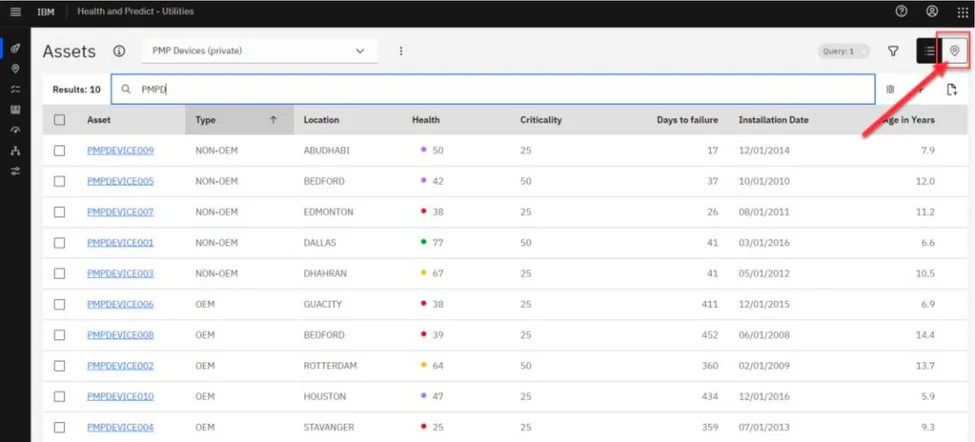 IBM Health and Predict - Utilities
Assets PMP Devices (private) Query: 1
Results: 10 PMPD
Asset Type Location Health Criticality Days to failure Installation Date Age in Years
PMPDEVICE009 NON-OEM ABUDHABI 50 25 17 12/01/2014 7.9
PMPDEVICE005 NON-OEM BEDFORD 42 50 37 10/01/2010 12.0
PMPDEVICE007 NON-OEM EDMONTON 38 25 26 08/01/2011 11.2
PMPDEVICE001 NON-OEM DALLAS 77 50 41 03/01/2016 6.6
PMPDEVICE003 NON-OEM DHAHRAN 67 25 41 05/01/2012 10.5
PMPDEVICE006 OEM GUACITY 38 25 411 12/01/2015 6.9
PMPDEVICE008 OEM BEDFORD 39 25 452 06/01/2008 14.4
PMPDEVICE002 OEM ROTTERDAM 64 50 360 02/01/2009 13.7
PMPDEVICE010 OEM HOUSTON 47 25 434 12/01/2016 5.9
PMPDEVICE004 OEM STAVANGER 25 25 359 07/01/2013 9.3